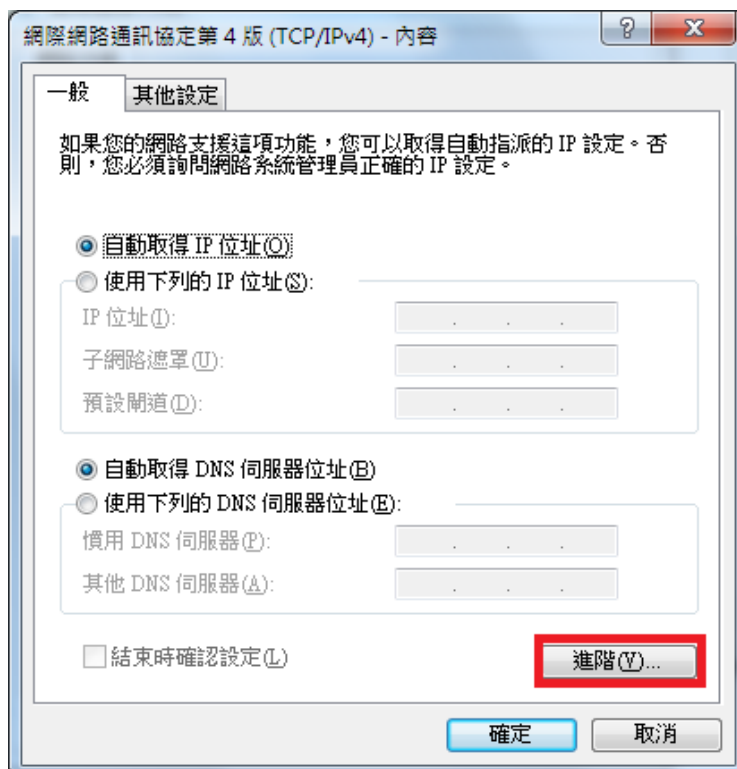 網際網路通訊協定第 4 版 (TCP/IPv4) - 內容
?
X
一般
其他設定
如果您的網路支援這項功能，您可以取得自動指派的 IP 設定。否
則，您必須詢問網路系統管理員正確的 IP 設定。
自動取得 IP 位址(O)
使用下列的 IP 位址(S):
IP 位址(I):
. . .
子網路遮罩(U):
. . .
預設閘道(D):
. . .
自動取得 DNS 伺服器位址(B)
使用下列的 DNS 伺服器位址(E):
慣用 DNS 伺服器(P):
. . .
其他 DNS 伺服器(A):
. . .
結束時確認設定(L)
進階(V)...
確定
取消